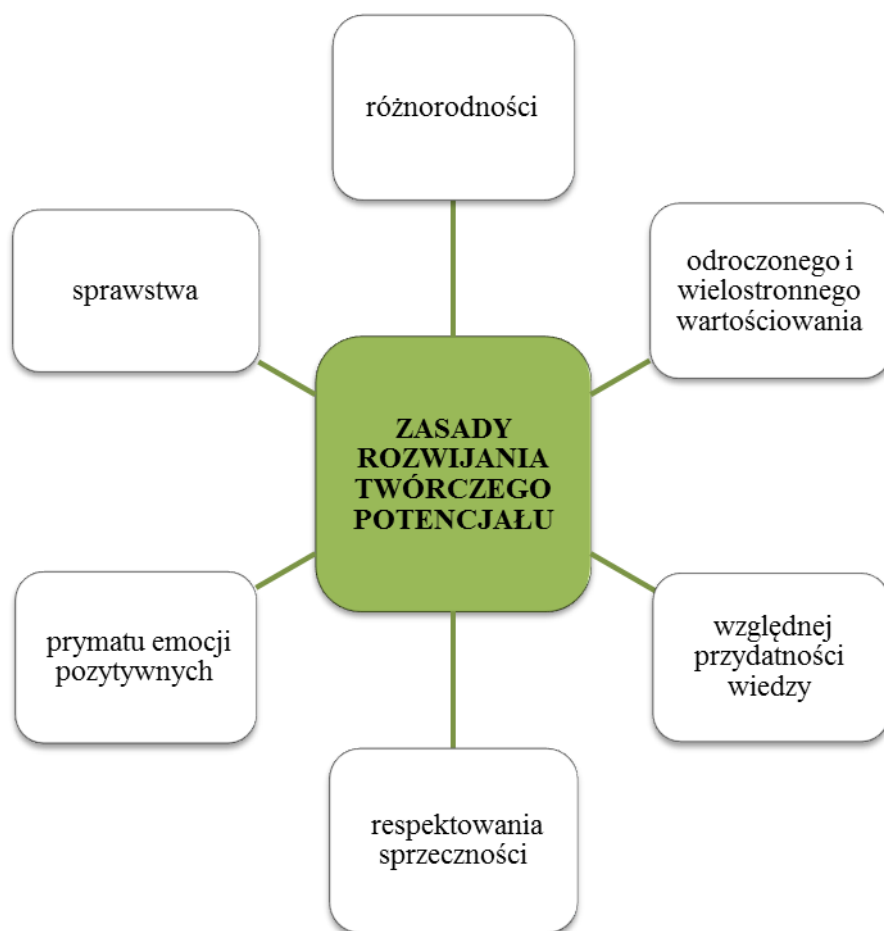 różnorodności
odroczonego i
wielostronnego
wartościowania
sprawstwa
ZASADY
ROZWIJANIA
TWÓRCZEGO
POTENCJAŁU
względnej
przydatności
wiedzy
prymatu emocji
pozytywnych
respektowania
sprzeczności